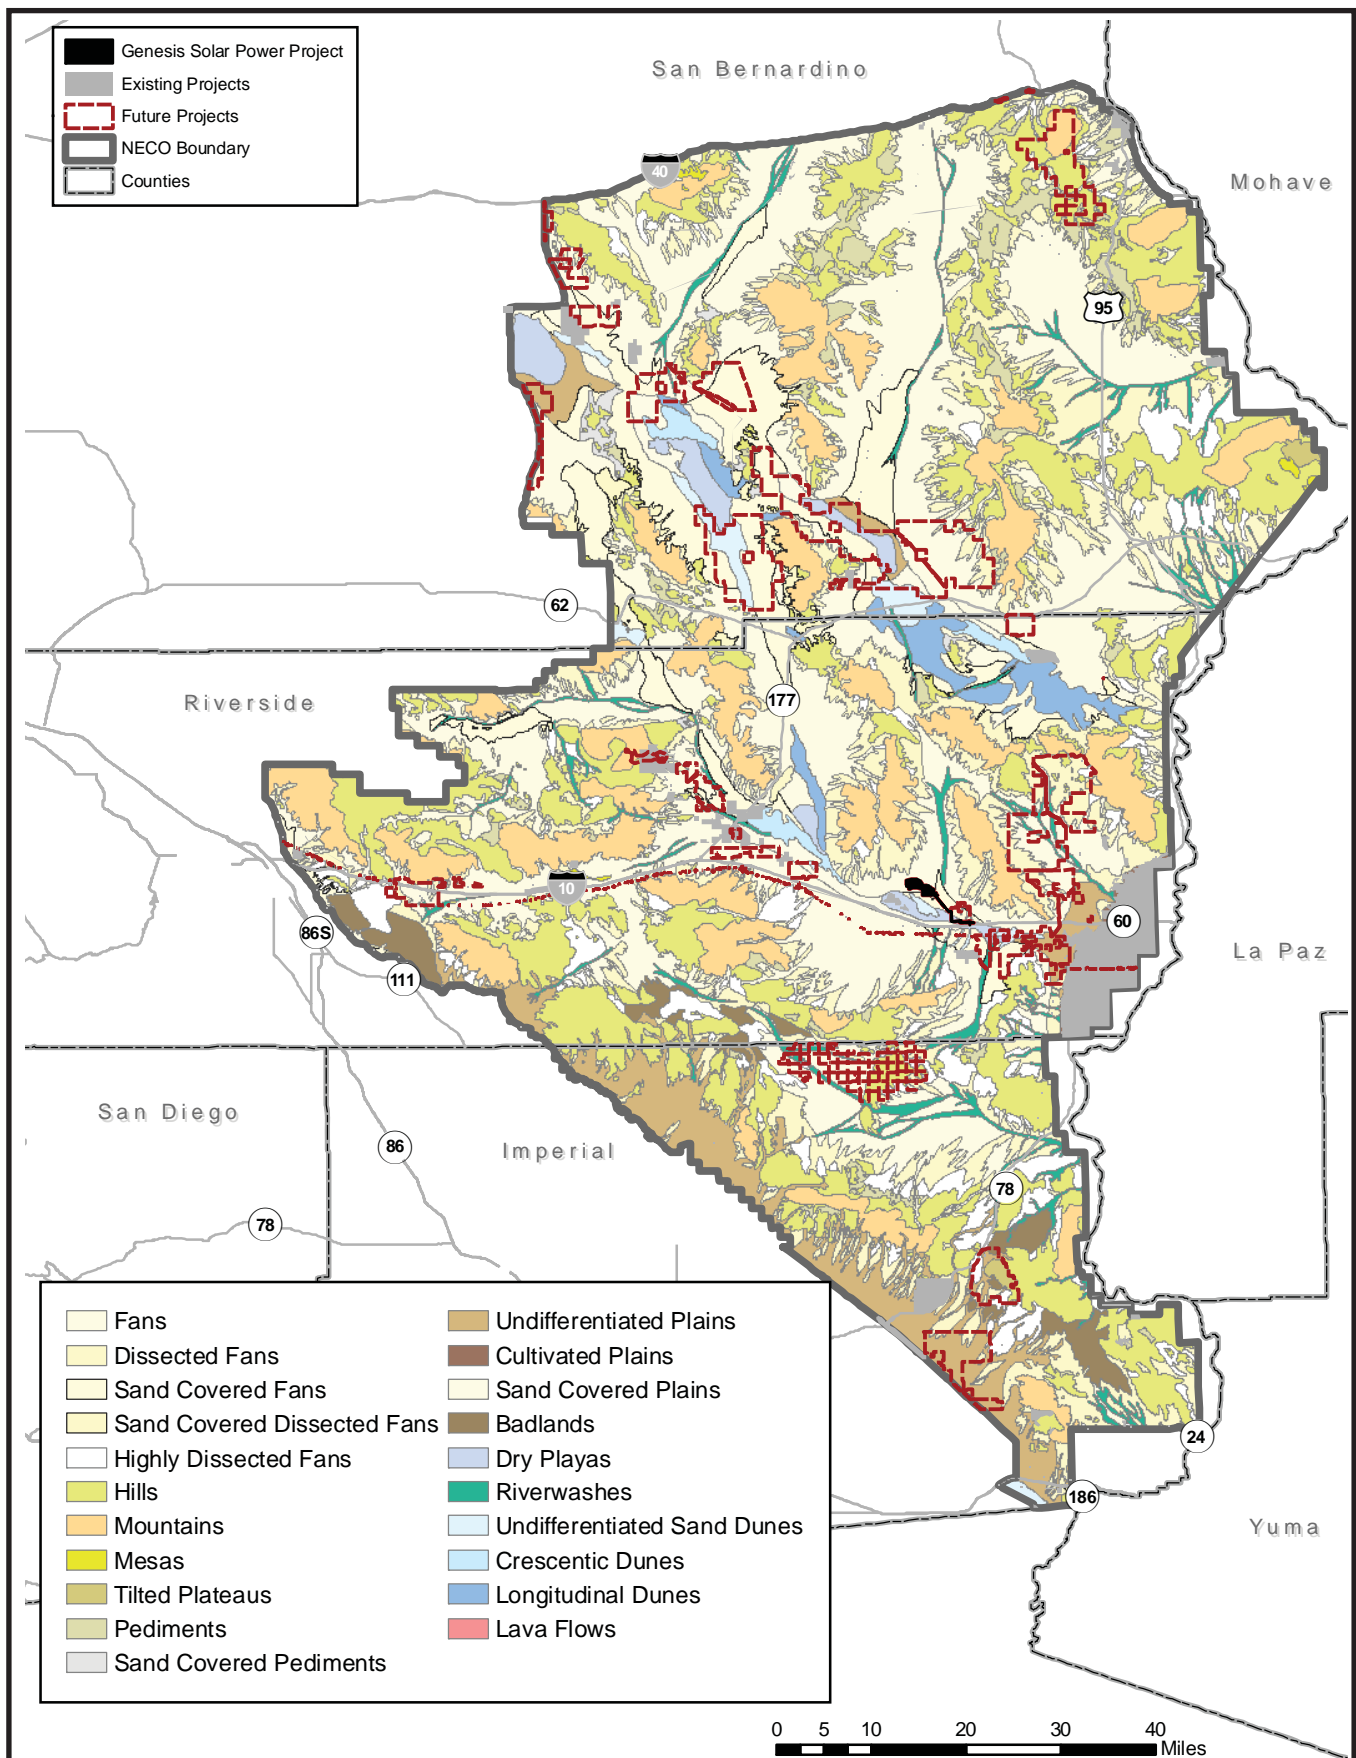 Genesis Solar Power Project
Existing Projects
Future Projects
NECO Boundary
Counties
San Bernardino
40
Mohave
95
62
Riverside
177
10
60
86S
111
La Paz
San Diego
86
Imperial
78
78
Fans
Dissected Fans
Sand Covered Fans
Sand Covered Dissected Fans
Highly Dissected Fans
Hills
Mountains
Mesas
Tilted Plateaus
Pediments
Sand Covered Pediments
Undifferentiated Plains
Cultivated Plains
Sand Covered Plains
Badlands
Dry Playas
Riverwashes
Undifferentiated Sand Dunes
Crescentic Dunes
Longitudinal Dunes
Lava Flows
24
186
Yuma
0 5 10 20 30 40
Miles